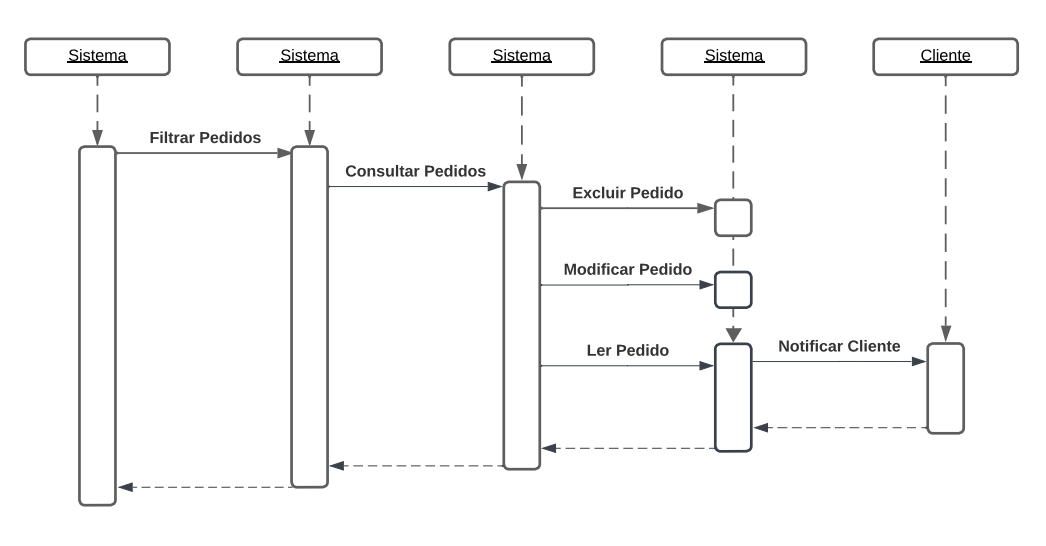 Sistema
Sistema
Sistema
Sistema
Cliente
Filtrar Pedidos
Consultar Pedidos
Excluir Pedido
Modificar Pedido
Ler Pedido
Notificar Cliente